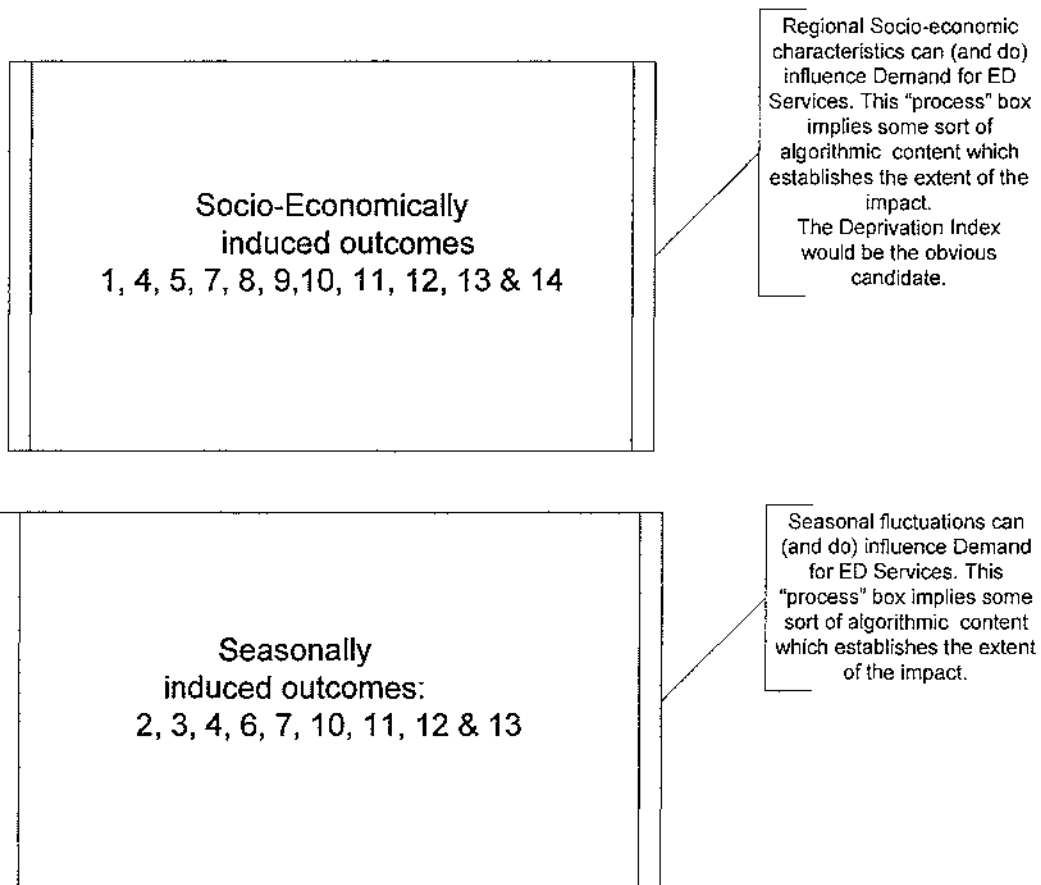 Regional Socio-economic
characteristics can (and do)
influence Demand for ED
Services. This "process" box
implies some sort of
algorithmic content which
establishes the extent of the
impact.
The Deprivation Index
would be the obvious
candidate.
Socio-Economically
induced outcomes
1, 4, 5, 7, 8, 9,10, 11, 12, 13 & 14
Seasonal fluctuations can
(and do) influence Demand
for ED Services. This
"process" box implies some
sort of algorithmic content
which establishes the extent
of the impact.
Seasonally
induced outcomes:
2, 3, 4, 6, 7, 10, 11, 12 & 13